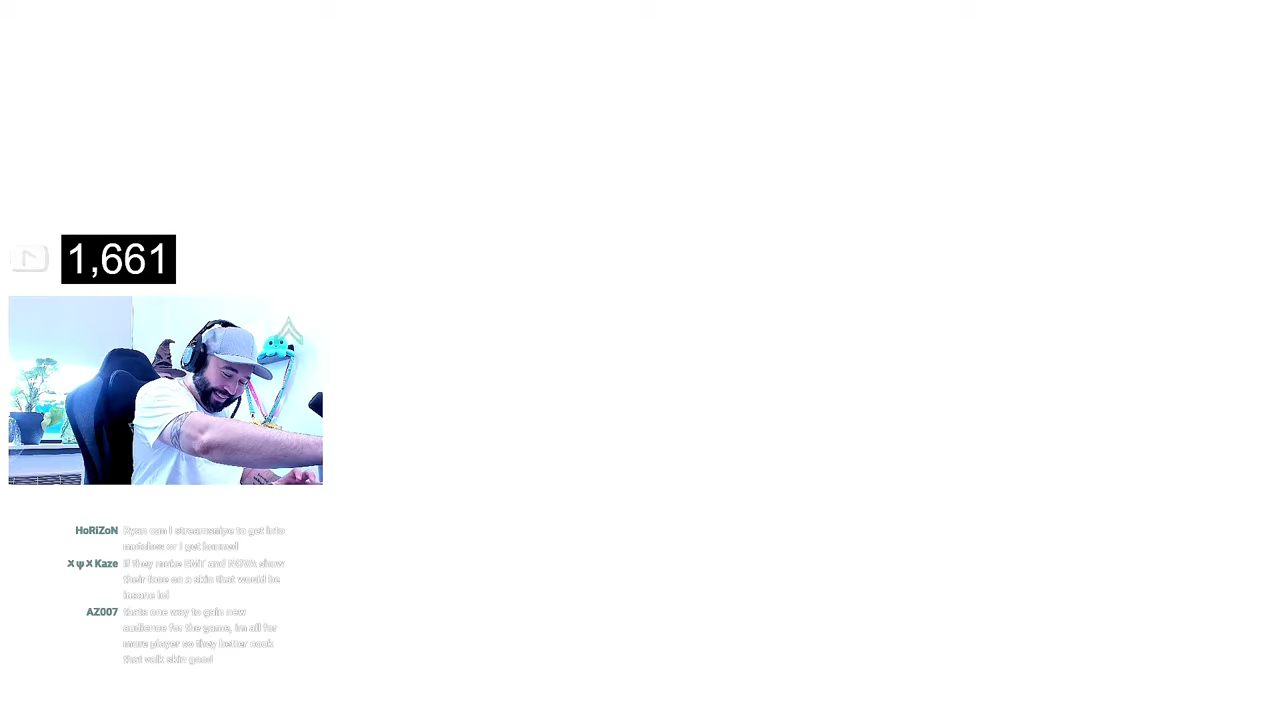 1,661
HoRiZoN Ryan can I streamsnipe to get into
matches or I get banned
X ψ X Kaze if they make and NOVA show
their face on a skin that would be
insane lol
AZ007 thats one way to gain new
audience for the game, im all for
more player so they better cook
that valk skin good